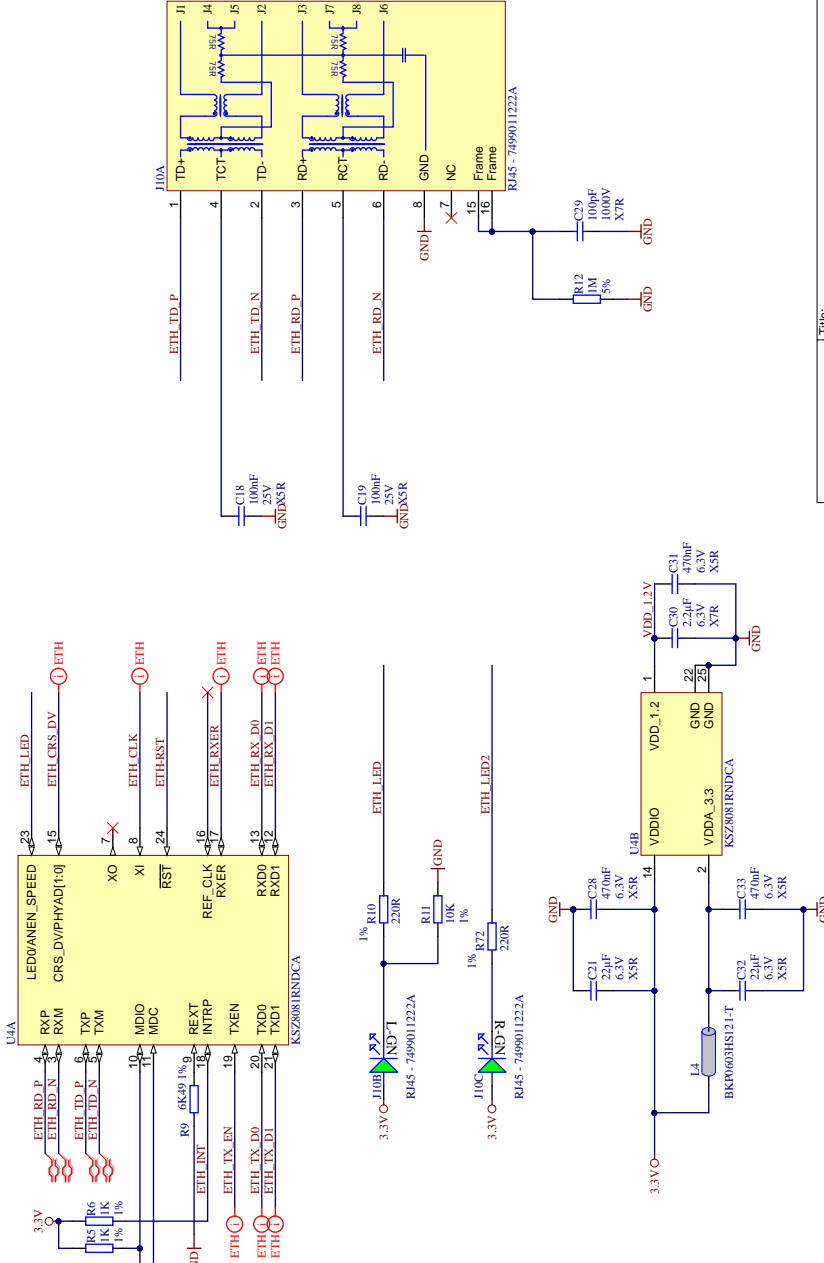 J10A
TD+
TCT
TD-
RD+
RCT
RD-
GND
NC
Frame
Frame
1
4
2
3
5
6
8
7
15
16
J1
J4
J5
J2
J3
J7
J8
J6
75R
75R
75R
75R
RJ45 - 7499011222A
ETH_TD_P
ETH_TD_N
ETH_RD_P
ETH_RD_N
GND
C18
100nF
25V
X5R
GND
C19
100nF
25V
X5R
GND
R12
1M
5%
GND
C29
100pF
1000V
X7R
GND
Title:
U4A
KSZ8081RNDCA
RXP
RXM
TXP
TXM
MDIO
MDC
REXT
INTRP
TXEN
TXD0
TXD1
4
3
6
5
10
11
9
18
19
20
21
LED0/ANEN_SPEED
CRS_DV/PHYAD[1:0]
XO
XI
RST
REF_CLK
RXER
RXD0
RXD1
23
15
7
8
24
16
17
13
12
ETH_LED
ETH_CRS_DV
ETH_CLK
ETH-RST
ETH_RXER
ETH_RX_D0
ETH_RX_D1
i ETH
i ETH
i ETH
i ETH
i ETH
ETH_RD_P
ETH_RD_N
ETH_TD_P
ETH_TD_N
ETH_INT
ETH_TX_EN
ETH_TX_D0
ETH_TX_D1
ETH i
ETH i
ETH i
3.3V
R5
1K
1%
R6
1K
1%
R9
6K49 1%
3.3V
J10B
L-GN
RJ45 - 7499011222A
1%
R10
220R
R11
10K
1%
GND
ETH_LED
3.3V
J10C
R-GN
RJ45 - 7499011222A
1%
R72
220R
ETH_LED2
U4B
KSZ8081RNDCA
VDDIO
VDDA_3.3
VDD_1.2
GND
GND
14
2
1
22
25
3.3V
L4
BKP0603HS121-T
GND
C21
22µF
6.3V
X5R
C28
470nF
6.3V
X5R
C32
22µF
6.3V
X5R
C33
470nF
6.3V
X5R
GND
VDD_1.2V
C30
2.2µF
6.3V
X7R
C31
470nF
6.3V
X5R
GND